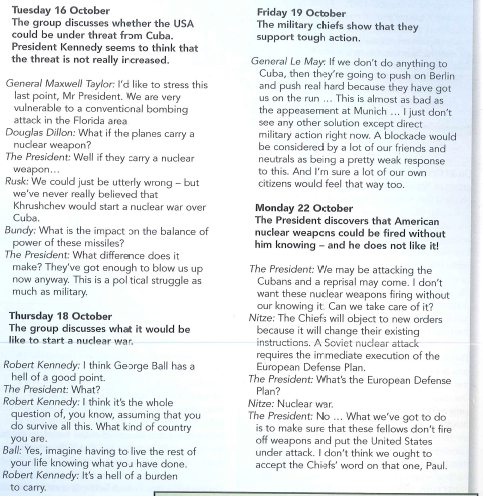 Tuesday 16 October
The group discusses whether the USA
could be under threat from Cuba.
President Kennedy seems to think that
the threat is not really increased.
General Maxwell Taylor: I'd like to stress this
last point, Mr President. We are very
vulnerable to a conventional bombing
attack in the Florida area
Douglas Dillon: What if the planes carry a
nuclear weapon?
The President: Well if they carry a nuclear
weapon...
Rusk: We could just be utterly wrong – but
we've never really believed that
Khrushchev would start a nuclear war over
Cuba.
Bundy: What is the impact on the balance of
power of these missiles?
The President: What difference does it
make? They've got enough to blow us up
now anyway. This is a political struggle as
much as military.
Thursday 18 October
The group discusses what it would be
like to start a nuclear war.
Robert Kennedy: I think George Ball has a
hell of a good point.
The President: What?
Robert Kennedy: I think it's the whole
question of, you know, assuming that you
do survive all this. What kind of country
you are.
Ball: Yes, imagine having to live the rest of
your life knowing what you have done.
Robert Kennedy: It's a hell of a burden
to carry.
Friday 19 October
The military chiefs show that they
support tough action.
General Le May: If we don't do anything to
Cuba, then they're going to push on Berlin
and push real hard because they have got
us on the run ... This is almost as bad as
the appeasement at Munich ... I just don't
see any other solution except direct
military action right now. A blockade would
be considered by a lot of our friends and
neutrals as being a pretty weak response
to this. And I'm sure a lot of our own
citizens would feel that way too.
Monday 22 October
The President discovers that American
nuclear weapons could be fired without
him knowing – and he does not like it!
The President: We may be attacking the
Cubans and a reprisal may come. I don't
want these nuclear weapons firing without
our knowing it. Can we take care of it?
Nitze: The Chiefs will object to new orders
because it will change their existing
instructions. A Soviet nuclear attack
requires the immediate execution of the
European Defense Plan.
The President: What's the European Defense
Plan?
Nitze: Nuclear war.
The President: No ... What we've got to do
is to make sure that these fellows don't fire
off weapons and put the United States
under attack. I don't think we ought to
accept the Chiefs' word on that one, Paul.